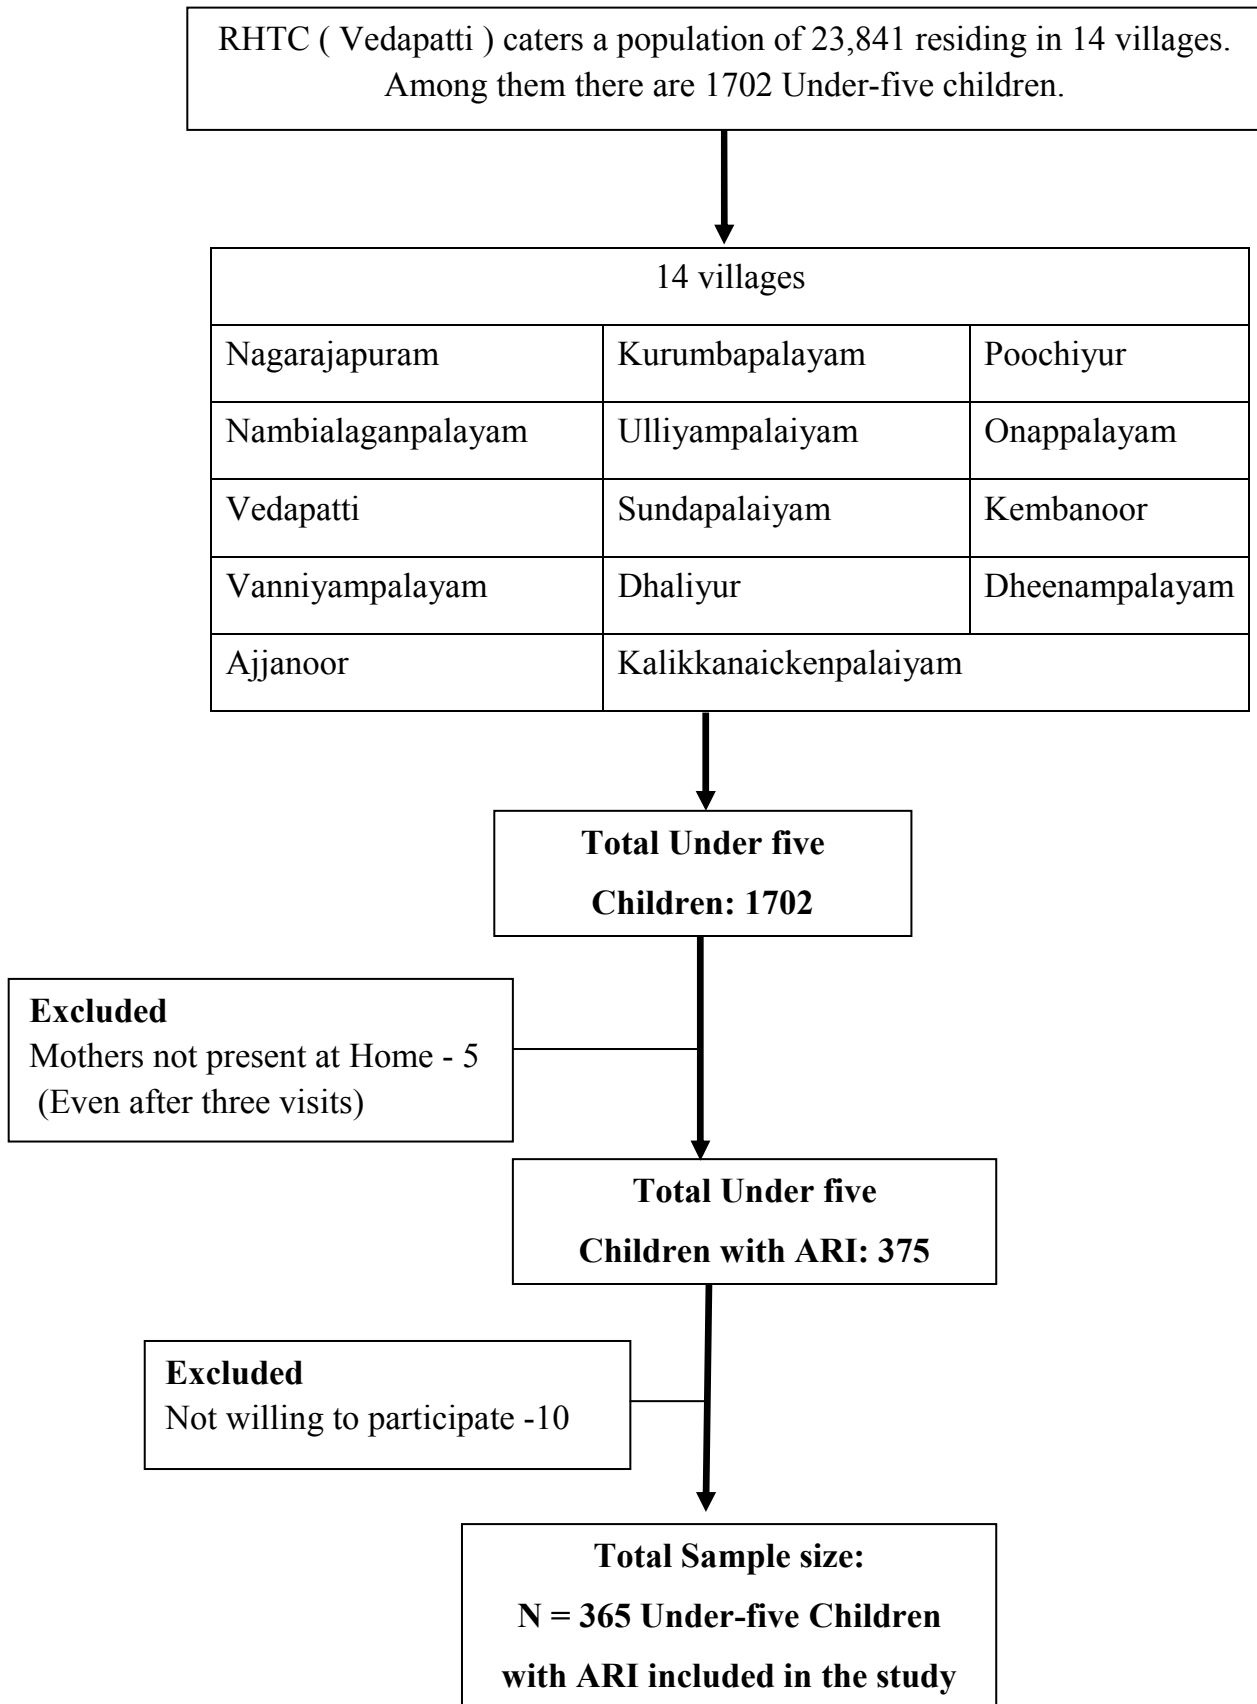 RHTC ( Vedapatti ) caters a population of 23,841 residing in 14 villages.
Among them there are 1702 Under-five children.
14 villages
Nagarajapuram Kurumbapalayam Poochiyur
Nambialaganpalayam Ulliyampalaiyam Onappalayam
Vedapatti Sundapalaiyam Kembanoor
Vanniyampalayam Dhaliyur Dheenampalayam
Ajjanoor Kalikkanaickenpalaiyam
Total Under five
Children: 1702
Excluded
Mothers not present at Home - 5
(Even after three visits)
Total Under five
Children with ARI: 375
Excluded
Not willing to participate -10
Total Sample size:
N = 365 Under-five Children
with ARI included in the study